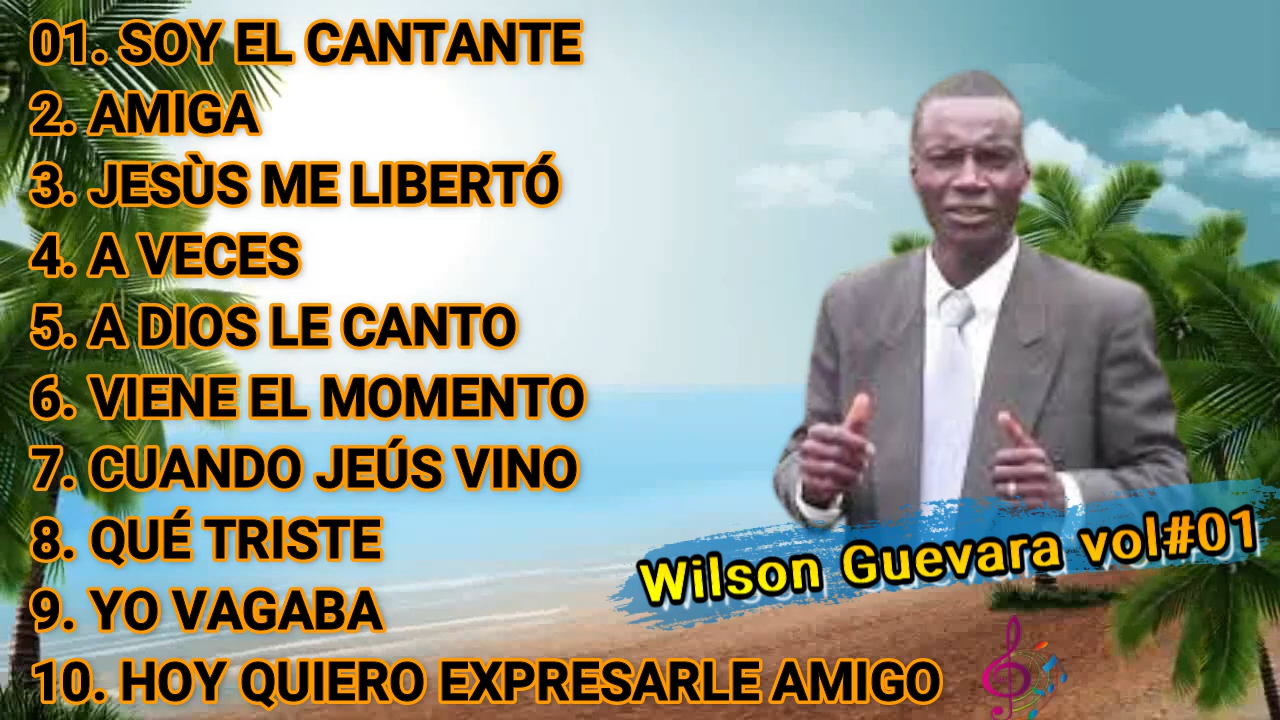 01. SOY EL CANTANTE
2. AMIGA
3. JESÙS ME LIBERTÓ
4. A VECES
5. A DIOS LE CANTO
6. VIENE EL MOMENTO
7. CUANDO JEÚS VINO
8. QUÉ TRISTE
9. YO VAGABA
10. HOY QUIERO EXPRESARLE AMIGO
Wilson Guevara vol#01